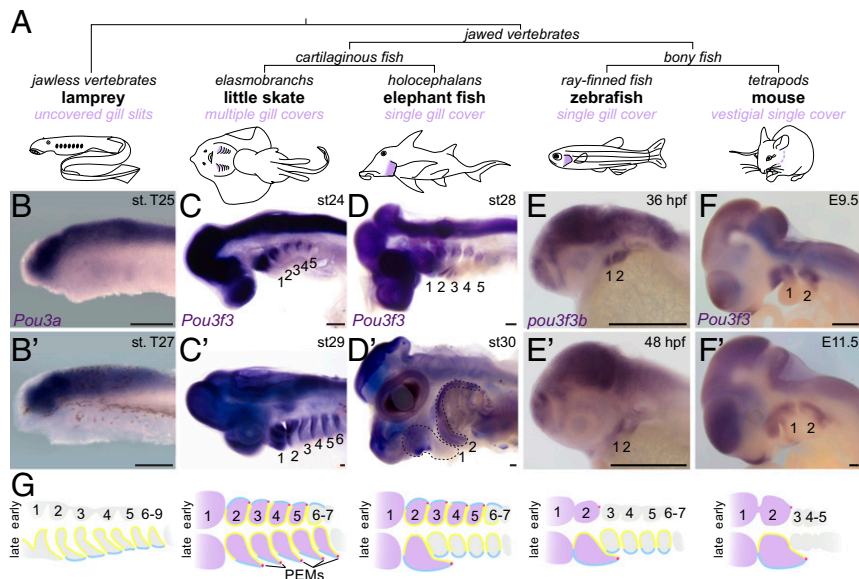 A
jawed vertebrates
cartilaginous fish
bony fish
jawless vertebrates
elasmobranchs
holocephalans
ray-finned fish
tetrapods
lamprey
little skate
elephant fish
zebrafish
mouse
uncovered gill slits
multiple gill covers
single gill cover
single gill cover
vestigial single cover
B
st. T25
Pou3a
C
st24
1 2 3 4 5
Pou3f3
D
st28
1 2 3 4 5
Pou3f3
E
36 hpf
1 2
pou3f3b
F
E9.5
1 2
Pou3f3
B'
st. T27
C'
st29
1 2 3 4 5 6
D'
st30
1 2
E'
48 hpf
1 2
F'
E11.5
1 2
G
early
late
1 2 3 4 5 6-9
early
late
1 2 3 4 5 6-7
PEMs
early
late
1 2 3 4 5 6-7
early
late
1 2 3 4 5 6-7
early
late
1 2 3 4-5